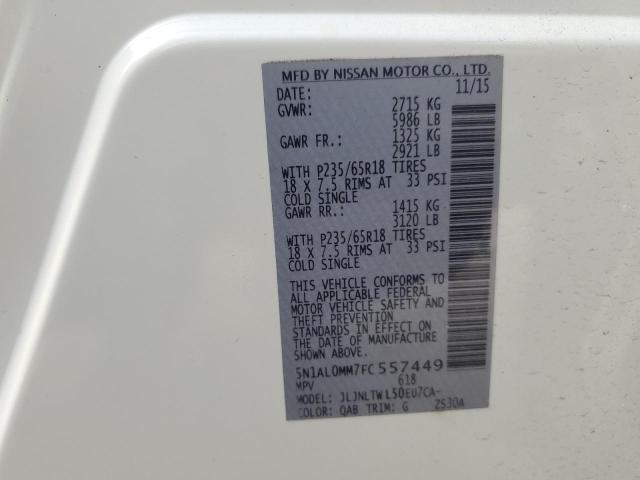 MFD BY NISSAN MOTOR CO., LTD.
DATE: 11/15
GVWR: 2715 KG
5986 LB
GAWR FR.: 1325 KG
2921 LB
WITH P235/65R18 TIRES
18 X 7.5 RIMS AT 33 PSI
COLD SINGLE
GAWR RR.: 1415 KG
3120 LB
WITH P235/65R18 TIRES
18 X 7.5 RIMS AT 33 PSI
COLD SINGLE
THIS VEHICLE CONFORMS TO
ALL APPLICABLE FEDERAL
MOTOR VEHICLE SAFETY AND
THEFT PREVENTION
STANDARDS IN EFFECT ON
THE DATE OF MANUFACTURE
SHOWN ABOVE.
5N1AL0MM7FC557449
MPV 618
MODEL: JLJNLTWL50EU7CA-
COLOR: QAB TRIM: G ZS30A